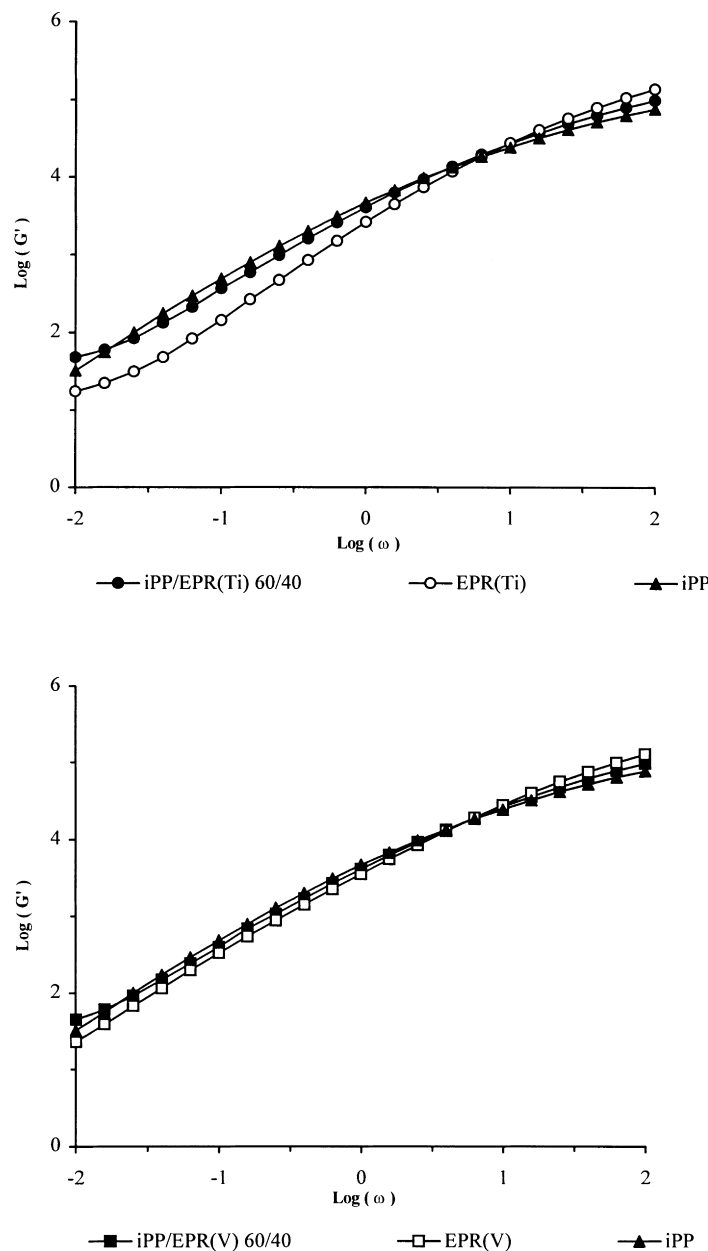 6
4
Log ( G' )
2
0
-2 -1 0 1 2
Log ( ω )
iPP/EPR(Ti) 60/40 EPR(Ti) iPP
6
4
Log ( G' )
2
0
-2 -1 0 1 2
Log ( ω )
iPP/EPR(V) 60/40 EPR(V) iPP